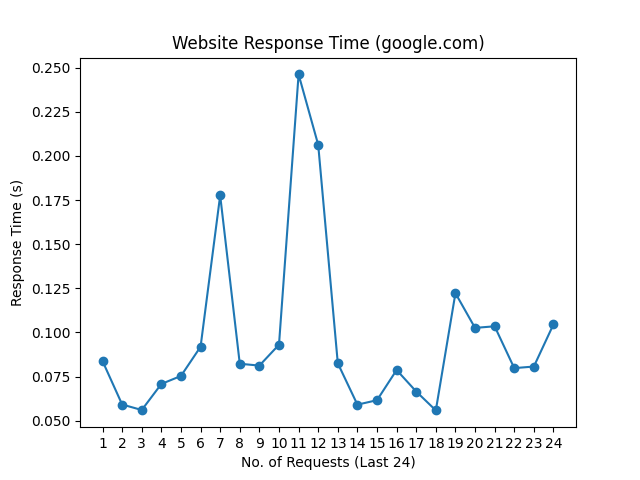 Website Response Time (google.com)
0.250
0.225
0.200
0.175
0.150
0.125
0.100
0.075
0.050
Response Time (s)
1 2 3 4 5 6 7 8 9 10 11 12 13 14 15 16 17 18 19 20 21 22 23 24
No. of Requests (Last 24)